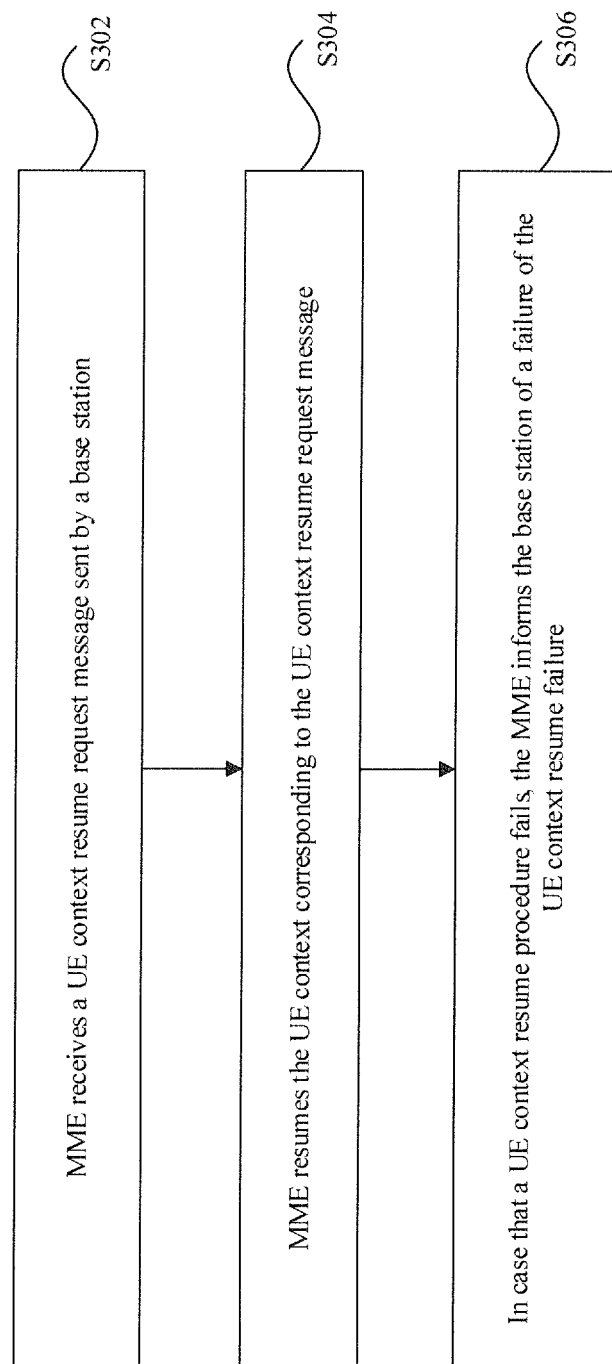 MME receives a UE context resume request message sent by a base station
S302
MME resumes the UE context corresponding to the UE context resume request message
S304
In case that a UE context resume procedure fails, the MME informs the base station of a failure of the
UE context resume failure
S306